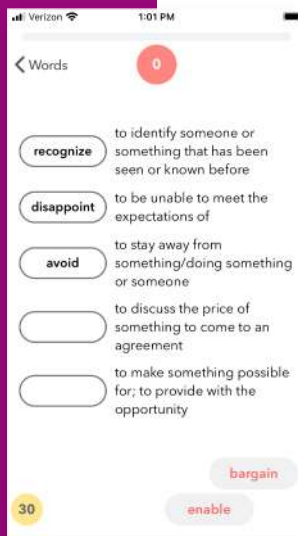 Verizon 1:01 PM
Words
0
recognize
to identify someone or
something that has been
seen or known before
disappoint
to be unable to meet the
expectations of
avoid
to stay away from
something/doing something
or someone
to discuss the price of
something to come to an
agreement
to make something possible
for; to provide with the
opportunity
bargain
30
enable